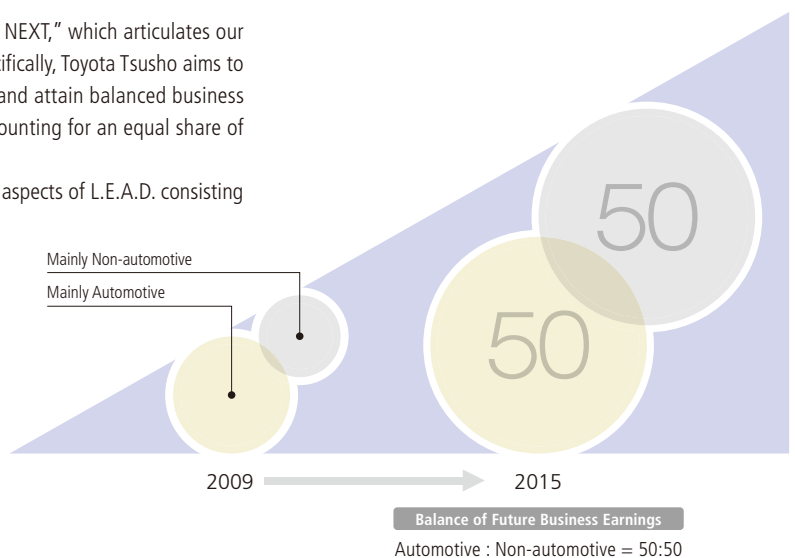 NEXT,” which articulates our
tifically, Toyota Tsusho aims to
and attain balanced business
ounting for an equal share of
aspects of L.E.A.D. consisting
Mainly Non-automotive
Mainly Automotive
50
50
2009
2015
Balance of Future Business Earnings
Automotive : Non-automotive = 50:50